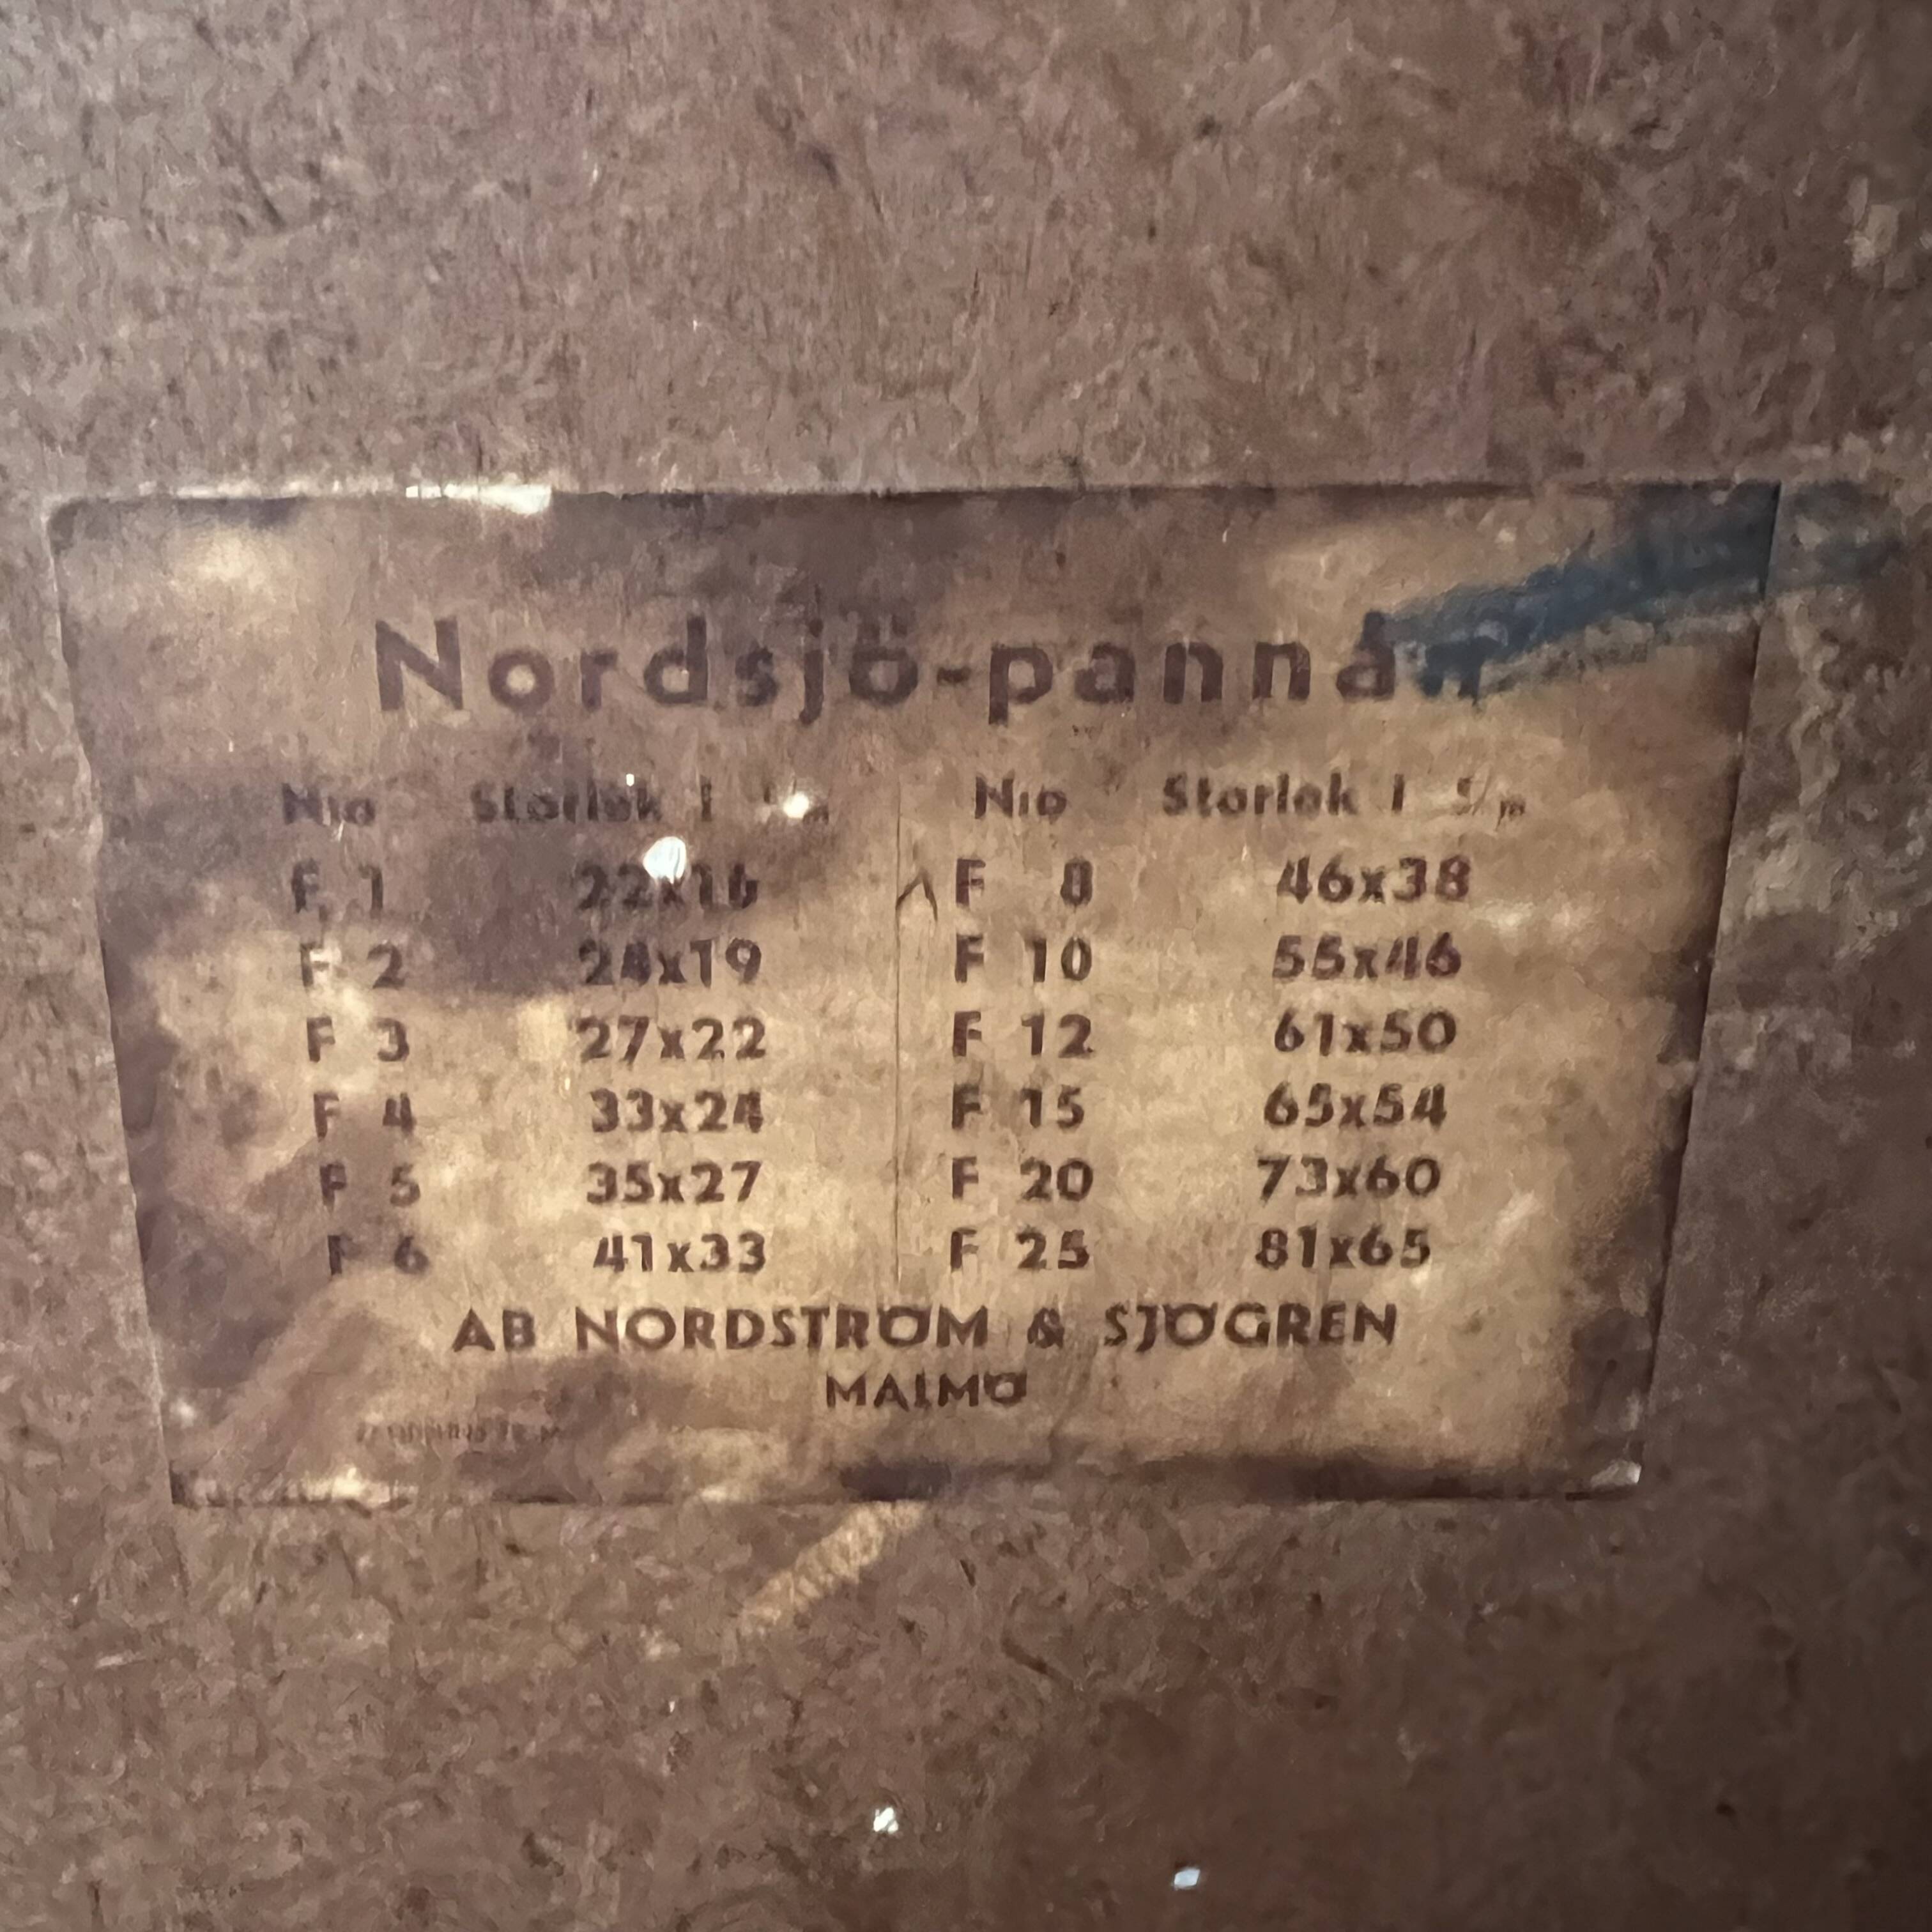 Nordsjö-pannån
N:o Storlek i N:o Storlek i c/m
F 1 22x16 F 8 46x38
F 2 24x19 F 10 55x46
F 3 27x22 F 12 61x50
F 4 33x24 F 15 65x54
F 5 35x27 F 20 73x60
F 6 41x33 F 25 81x65
AB NORDSTRÖM & SJÖGREN
MALMÖ